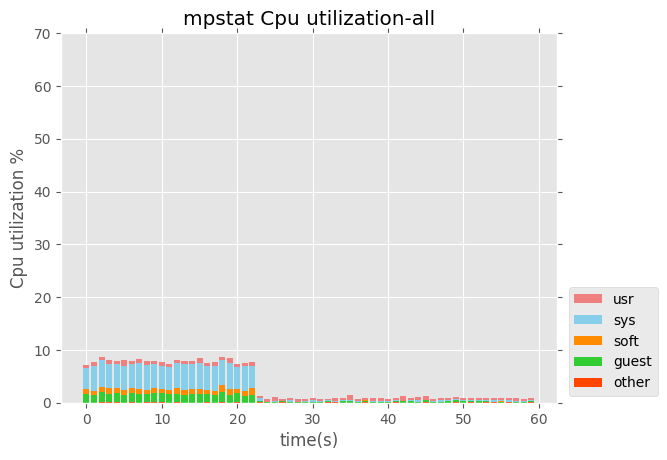 mpstat Cpu utilization-all
Cpu utilization %
70
60
50
40
30
20
10
0
0 10 20 30 40 50 60
time(s)
usr
sys
soft
guest
other